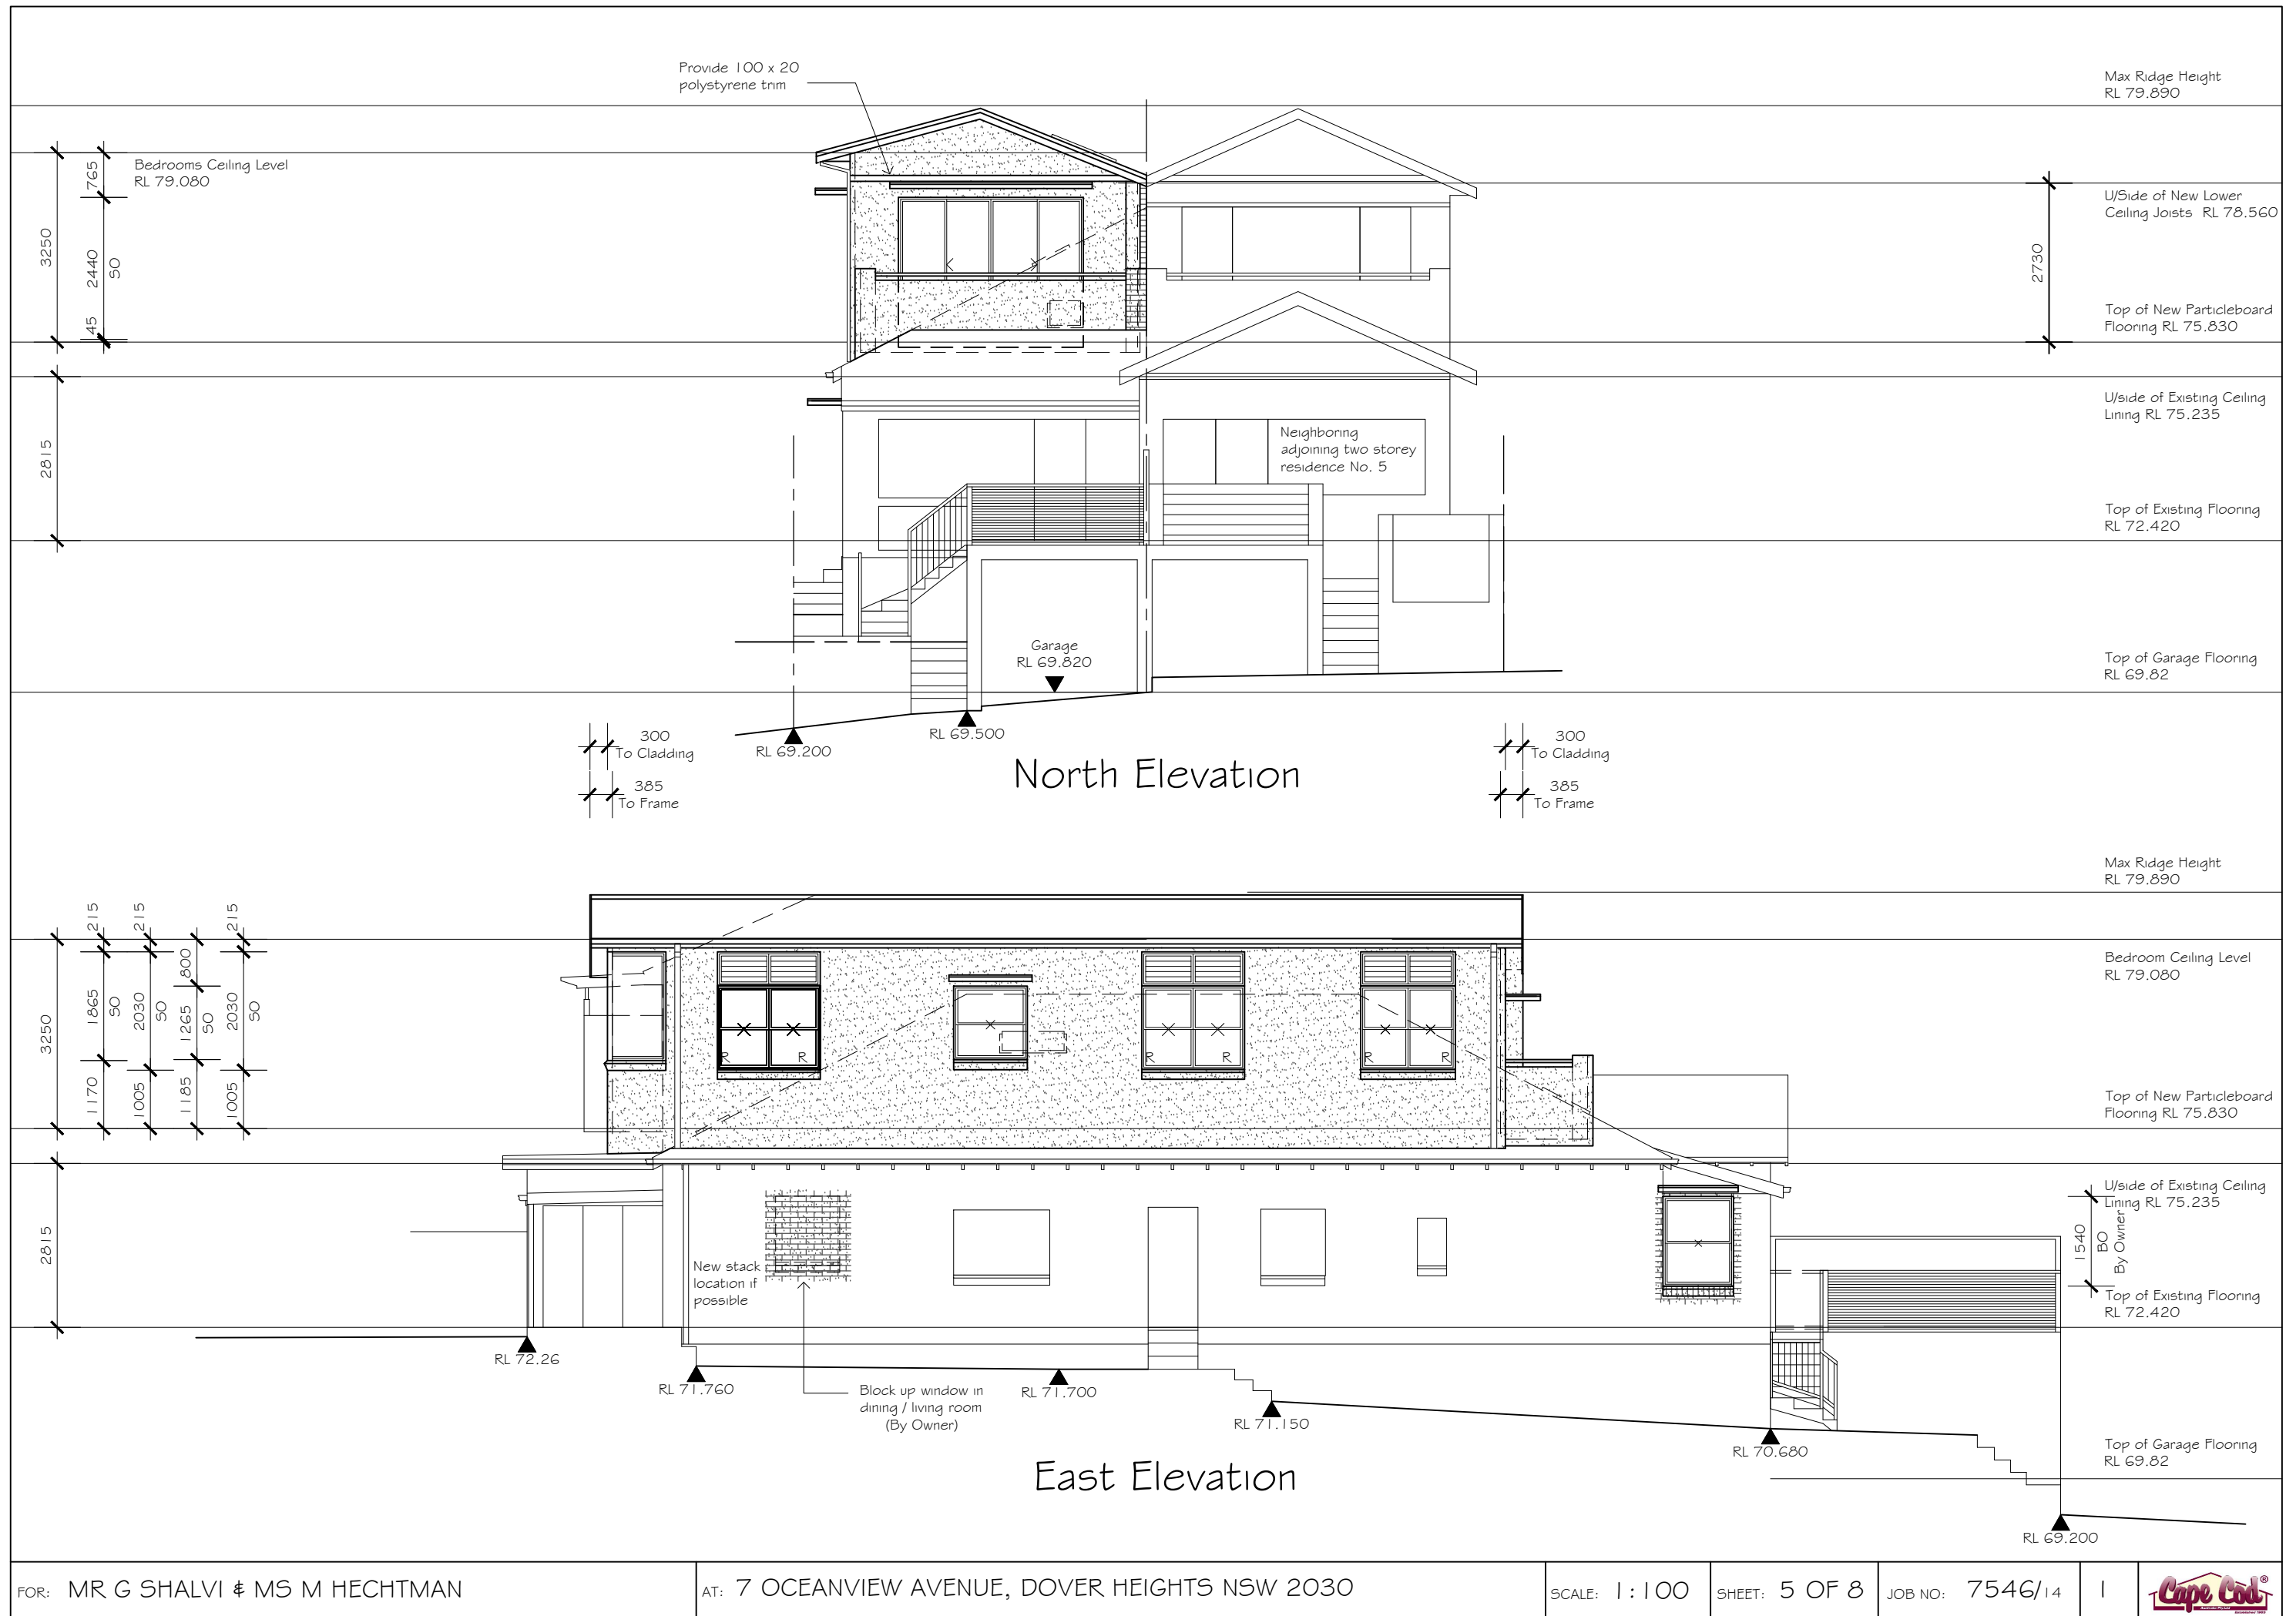 Provide 100 x 20
polystyrene trim
Max Ridge Height
RL 79.890
Bedrooms Ceiling Level
RL 79.080
765
3250
2440
SO
45
U/Side of New Lower
Ceiling Joists RL 78.560
2730
Top of New Particleboard
Flooring RL 75.830
U/side of Existing Ceiling
Lining RL 75.235
2815
Neighboring
adjoining two storey
residence No. 5
Top of Existing Flooring
RL 72.420
Garage
RL 69.820
Top of Garage Flooring
RL 69.82
RL 69.200
RL 69.500
300
To Cladding
385
To Frame
North Elevation
300
To Cladding
385
To Frame
Max Ridge Height
RL 79.890
215
215
800
215
3250
1865
SO
2030
SO
1265
SO
2030
SO
1170
1005
1185
1005
R
R
R
R
R
R
Bedroom Ceiling Level
RL 79.080
Top of New Particleboard
Flooring RL 75.830
U/side of Existing Ceiling
Lining RL 75.235
2815
1540
BO
By Owner
New stack
location if
possible
Top of Existing Flooring
RL 72.420
RL 72.26
RL 71.760
Block up window in
dining / living room
(By Owner)
RL 71.700
RL 71.150
RL 70.680
Top of Garage Flooring
RL 69.82
RL 69.200
East Elevation
FOR: MR G SHALVI & MS M HECHTMAN
AT: 7 OCEANVIEW AVENUE, DOVER HEIGHTS NSW 2030
SCALE: 1:100
SHEET: 5 OF 8
JOB NO: 7546/14
1
Cape Cod®